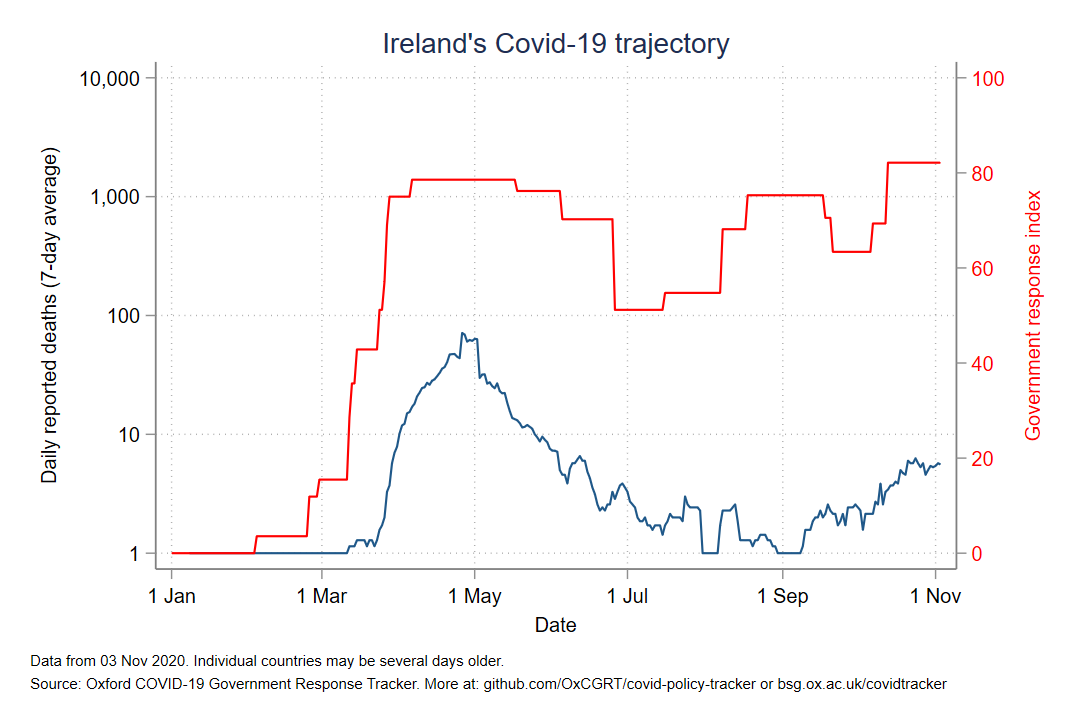 Ireland's Covid-19 trajectory
10,000
1,000
100
10
1
Daily reported deaths (7-day average)
100
80
60
40
20
0
Government response index
1 Jan
1 Mar
1 May
1 Jul
1 Sep
1 Nov
Date
Data from 03 Nov 2020. Individual countries may be several days older.
Source: Oxford COVID-19 Government Response Tracker. More at: github.com/OxCGRT/covid-policy-tracker or bsg.ox.ac.uk/covidtracker